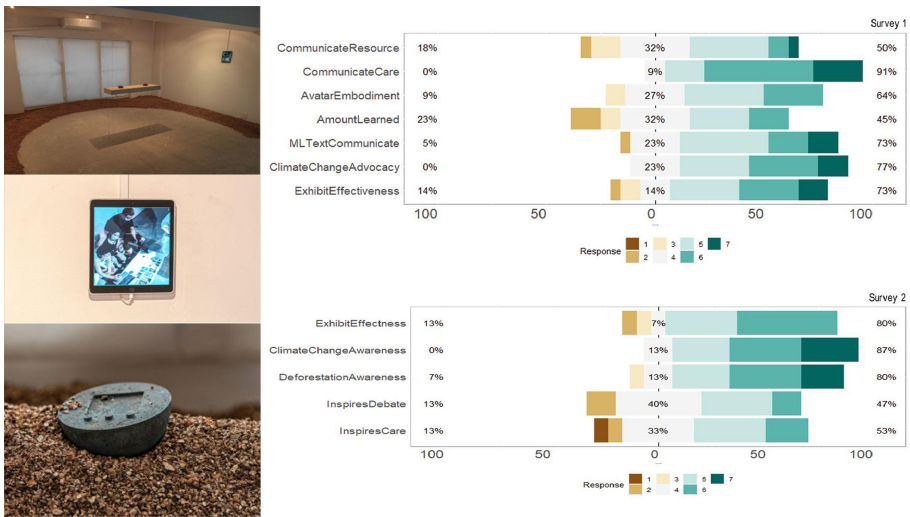 Survey 1
CommunicateResource 18% 32% 50%
CommunicateCare 0% 9% 91%
AvatarEmbodiment 9% 27% 64%
AmountLearned 23% 32% 45%
MLTextCommunicate 5% 23% 73%
ClimateChangeAdvocacy 0% 23% 77%
ExhibitEffectiveness 14% 14% 73%
100 50 0 50 100
Response 1 3 5 7
2 4 6
Survey 2
ExhibitEffectness 13% 7% 80%
ClimateChangeAwareness 0% 13% 87%
DeforestationAwareness 7% 13% 80%
InspiresDebate 13% 40% 47%
InspiresCare 13% 33% 53%
100 50 0 50 100
Response 1 3 5 7
2 4 6